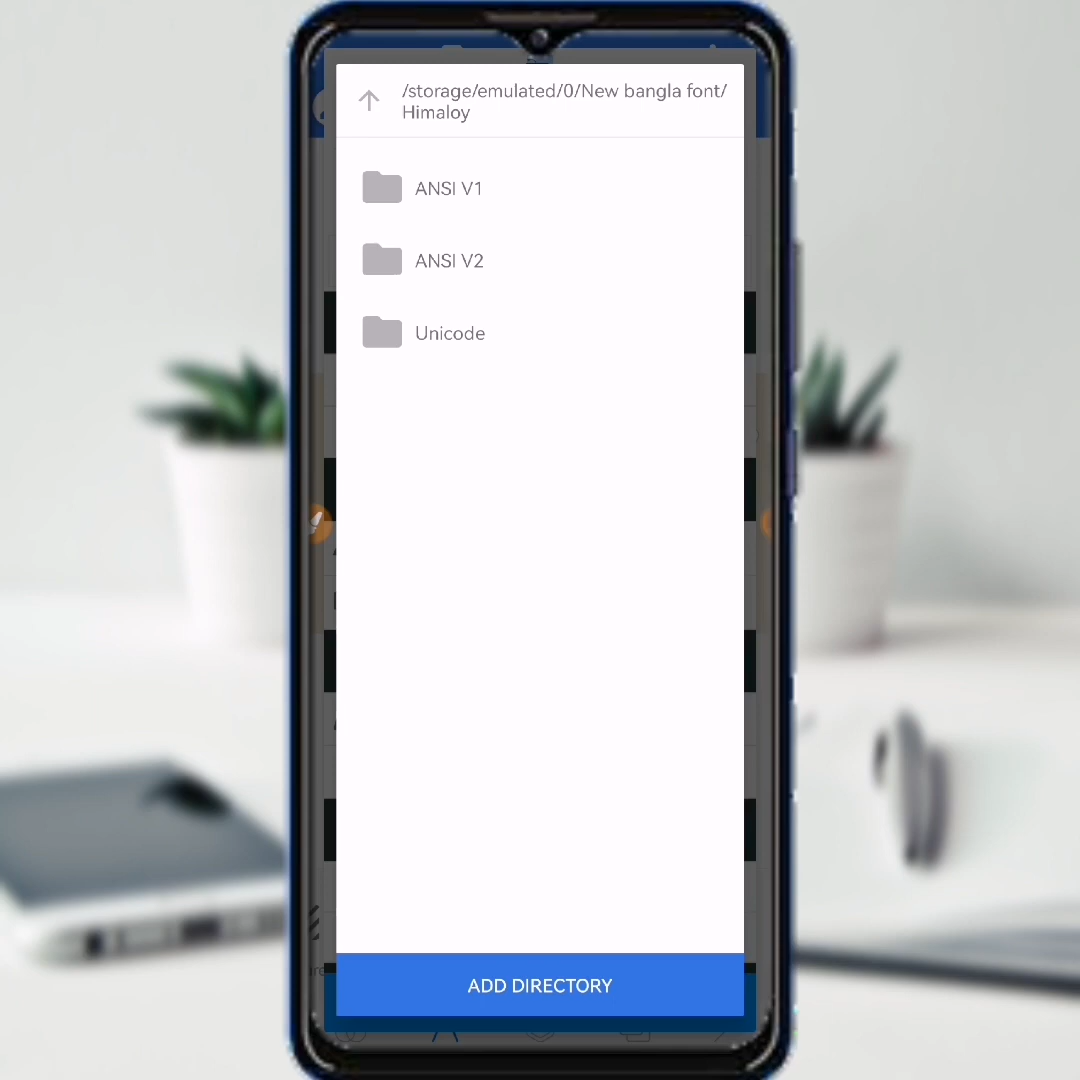 /storage/emulated/0/New bangla font/
Himaloy
ANSI V1
ANSI V2
Unicode
ADD DIRECTORY